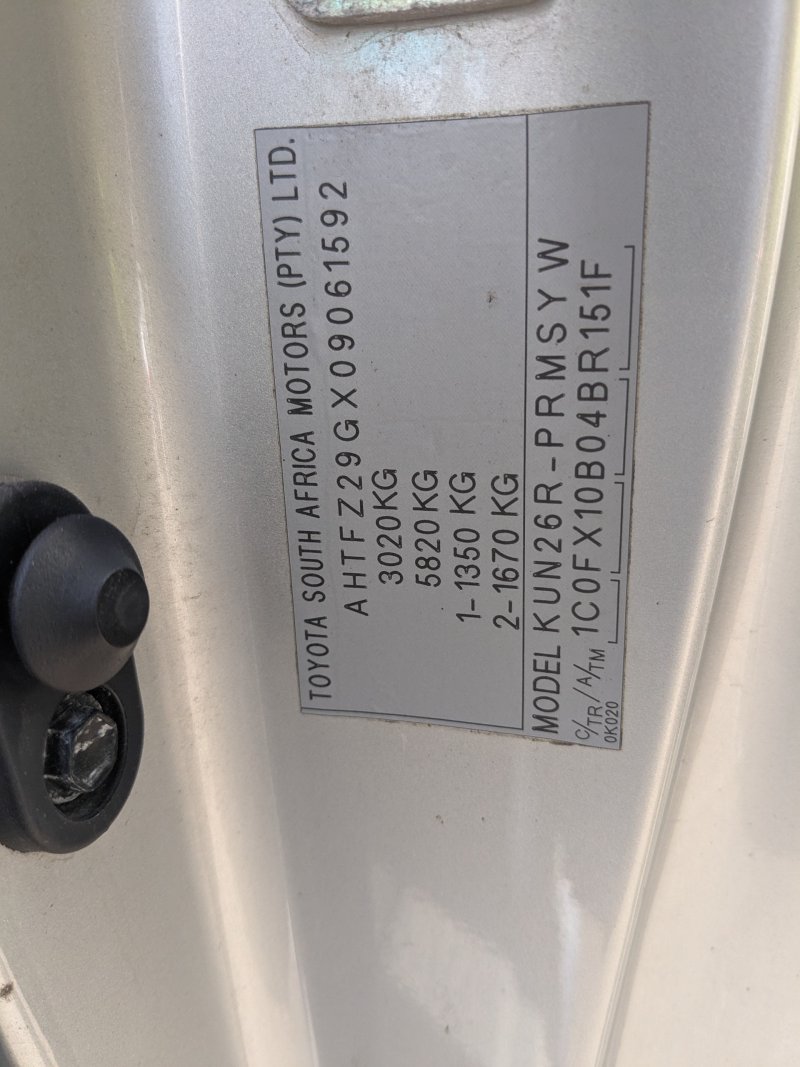 TOYOTA SOUTH AFRICA MOTORS (PTY) LTD.
AHTFZ29GX09061592
3020KG
5820KG
1-1350 KG
2-1670 KG
MODEL KUN26R-PRMSYW
C/TR/A/TM 1C0FX10B04BR151F
0K020